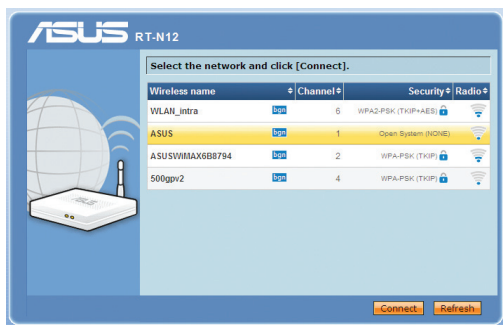 ASUS RT-N12
Select the network and click [Connect].
Wireless name Channel Security Radio
WLAN_intra bgn 6 WPA2-PSK (TKIP+AES)
ASUS bgn 1 Open System (NONE)
ASUSWiMAX6B8794 bgn 2 WPA-PSK (TKIP)
500gpv2 bgn 4 WPA-PSK (TKIP)
ASUS
Connect Refresh